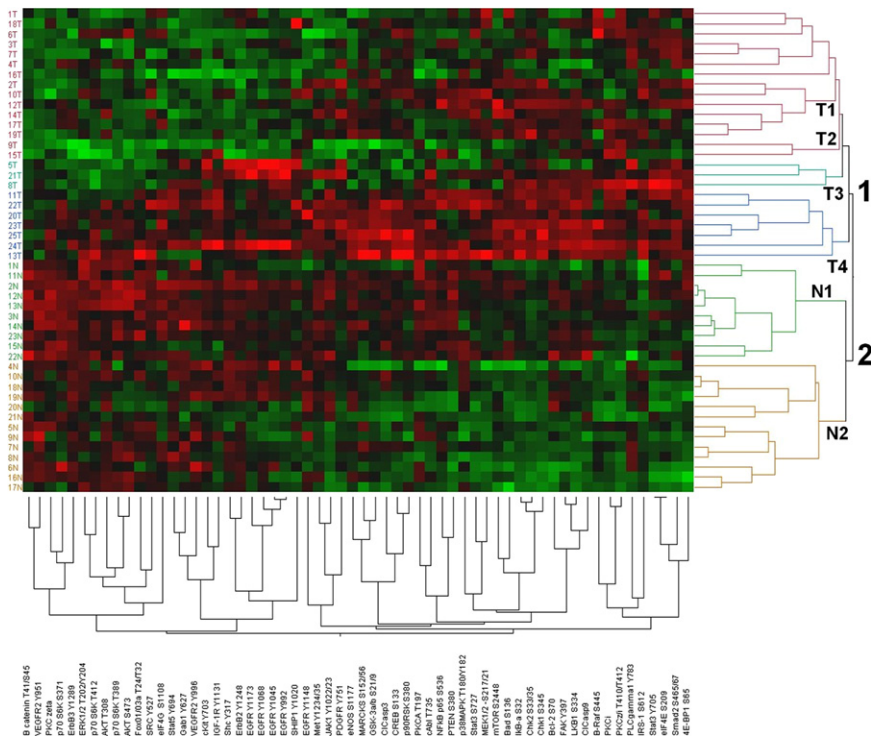 1T
18T
6T
3T
7T
4T
16T
2T
10T
12T
14T
17T
19T
9T
15T
5T
21T
8T
11T
22T
20T
23T
25T
24T
13T
1N
11N
2N
12N
13N
3N
14N
23N
15N
22N
4N
10N
18N
19N
20N
21N
5N
9N
7N
8N
6N
16N
17N
T1
T2
T3
T4
N1
N2
1
2
B.catenin T41/S45
VEGFR2 Y951
PKC zeta
p70 S6K S371
ErbB3 Y1289
ERK1/2 T202/Y204
p70 S6K T412
AKT T308
p70 S6K T389
AKT S473
Fox01/03a T24/T32
SRC Y527
eIF4G S1108
Stat5 Y694
Gab1 Y627
VEGFR2 Y996
ckit Y703
IGF-1R Y1131
Shc Y317
ErbB2 Y1248
EGFR Y1173
EGFR Y1068
EGFR Y1045
EGFR Y992
SHIP1 Y1020
EGFR Y1148
Met Y1234/35
JAK1 Y1022/23
PDGFR Y751
eNOS S1177
MARCKS S152/56
GSK-3a/b S21/9
ClCasp3
CREB S133
p90RSK S380
PKCA T197
cAbl T735
NFkB p65 S536
PTEN S380
p38MAPK T180/Y182
Stat3 S727
MEK1/2 -S217/21
mTOR S2448
Bad S136
IkB-a S32
Chk2 S33/35
Chk1 S345
Bcl-2 S70
FAK Y397
LKB1 S334
ClCasp9
B-Raf S445
PKCi
PKCz/i T410/T412
PLCgamma1 Y783
IRS-1 S612
Stat3 Y705
eIF4E S209
Smad2 S465/67
4E-BP1 S65